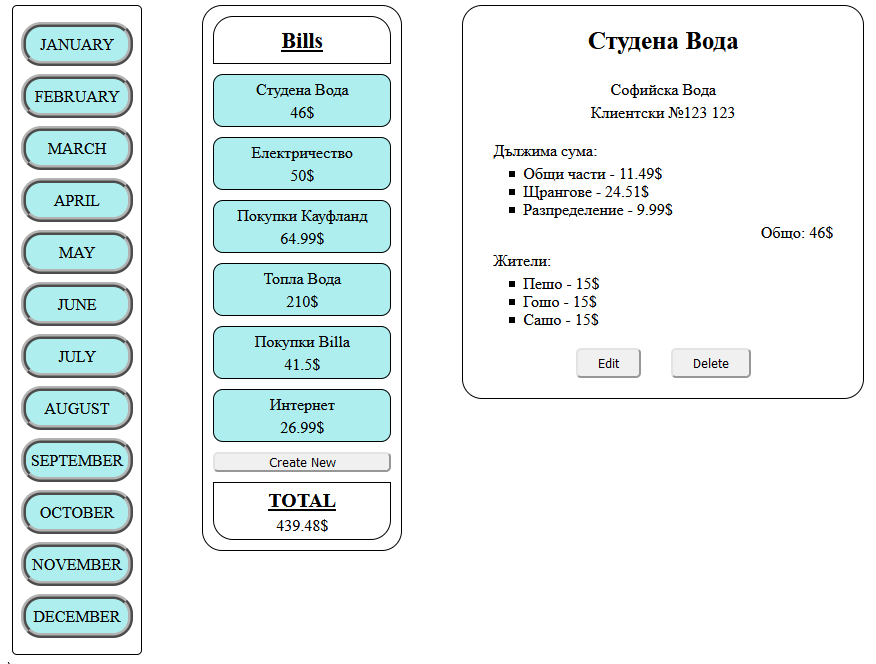 JANUARY
FEBRUARY
MARCH
APRIL
MAY
JUNE
JULY
AUGUST
SEPTEMBER
OCTOBER
NOVEMBER
DECEMBER
Bills
Студена Вода
46$
Електричество
50$
Покупки Кауфланд
64.99$
Топла Вода
210$
Покупки Billa
41.5$
Интернет
26.99$
Create New
TOTAL
439.48$
Студена Вода
Софийска Вода
Клиентски №123 123
Дължима сума:
Общи части - 11.49$
Щрангове - 24.51$
Разпределение - 9.99$
Общо: 46$
Жители:
Пешо - 15$
Гошо - 15$
Сашо - 15$
Edit
Delete